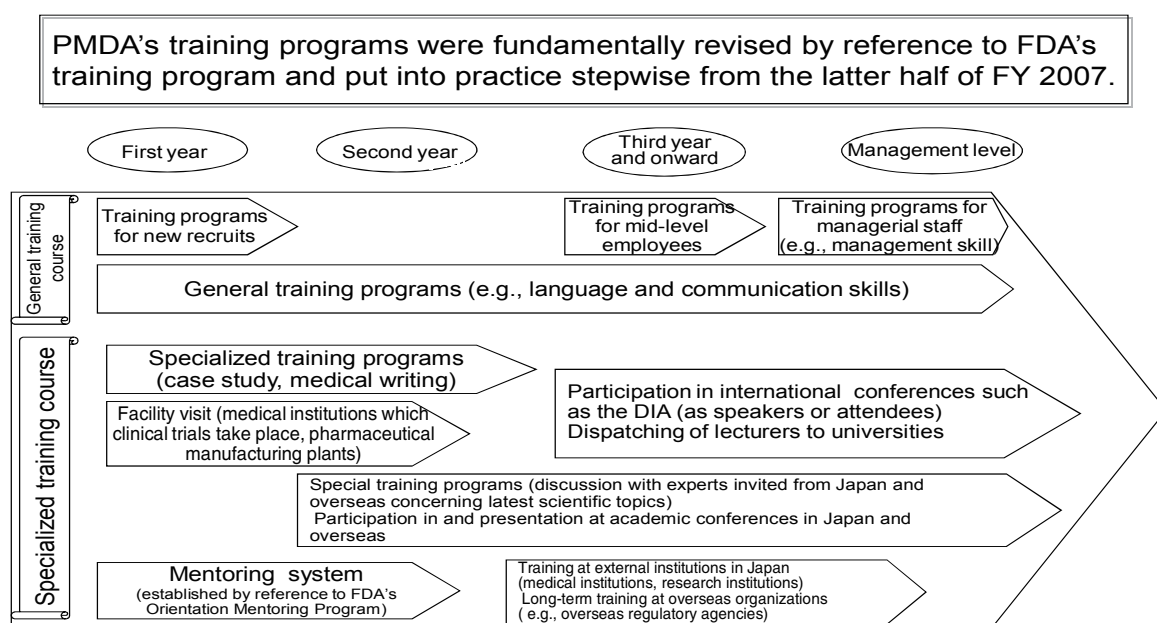 PMDA's training programs were fundamentally revised by reference to FDA's
training program and put into practice stepwise from the latter half of FY 2007.
First year
Second year
Third year
and onward
Management level
General training
course
Training programs
for new recruits
Training programs
for mid-level
employees
Training programs for
managerial staff
(e.g., management skill)
General training programs (e.g., language and communication skills)
Specialized training course
Specialized training programs
(case study, medical writing)
Facility visit (medical institutions which
clinical trials take place, pharmaceutical
manufacturing plants)
Participation in international conferences such
as the DIA (as speakers or attendees)
Dispatching of lecturers to universities
Special training programs (discussion with experts invited from Japan and
overseas concerning latest scientific topics)
Participation in and presentation at academic conferences in Japan and
overseas
Mentoring system
(established by reference to FDA's
Orientation Mentoring Program)
Training at external institutions in Japan
(medical institutions, research institutions)
Long-term training at overseas organizations
( e.g., overseas regulatory agencies)